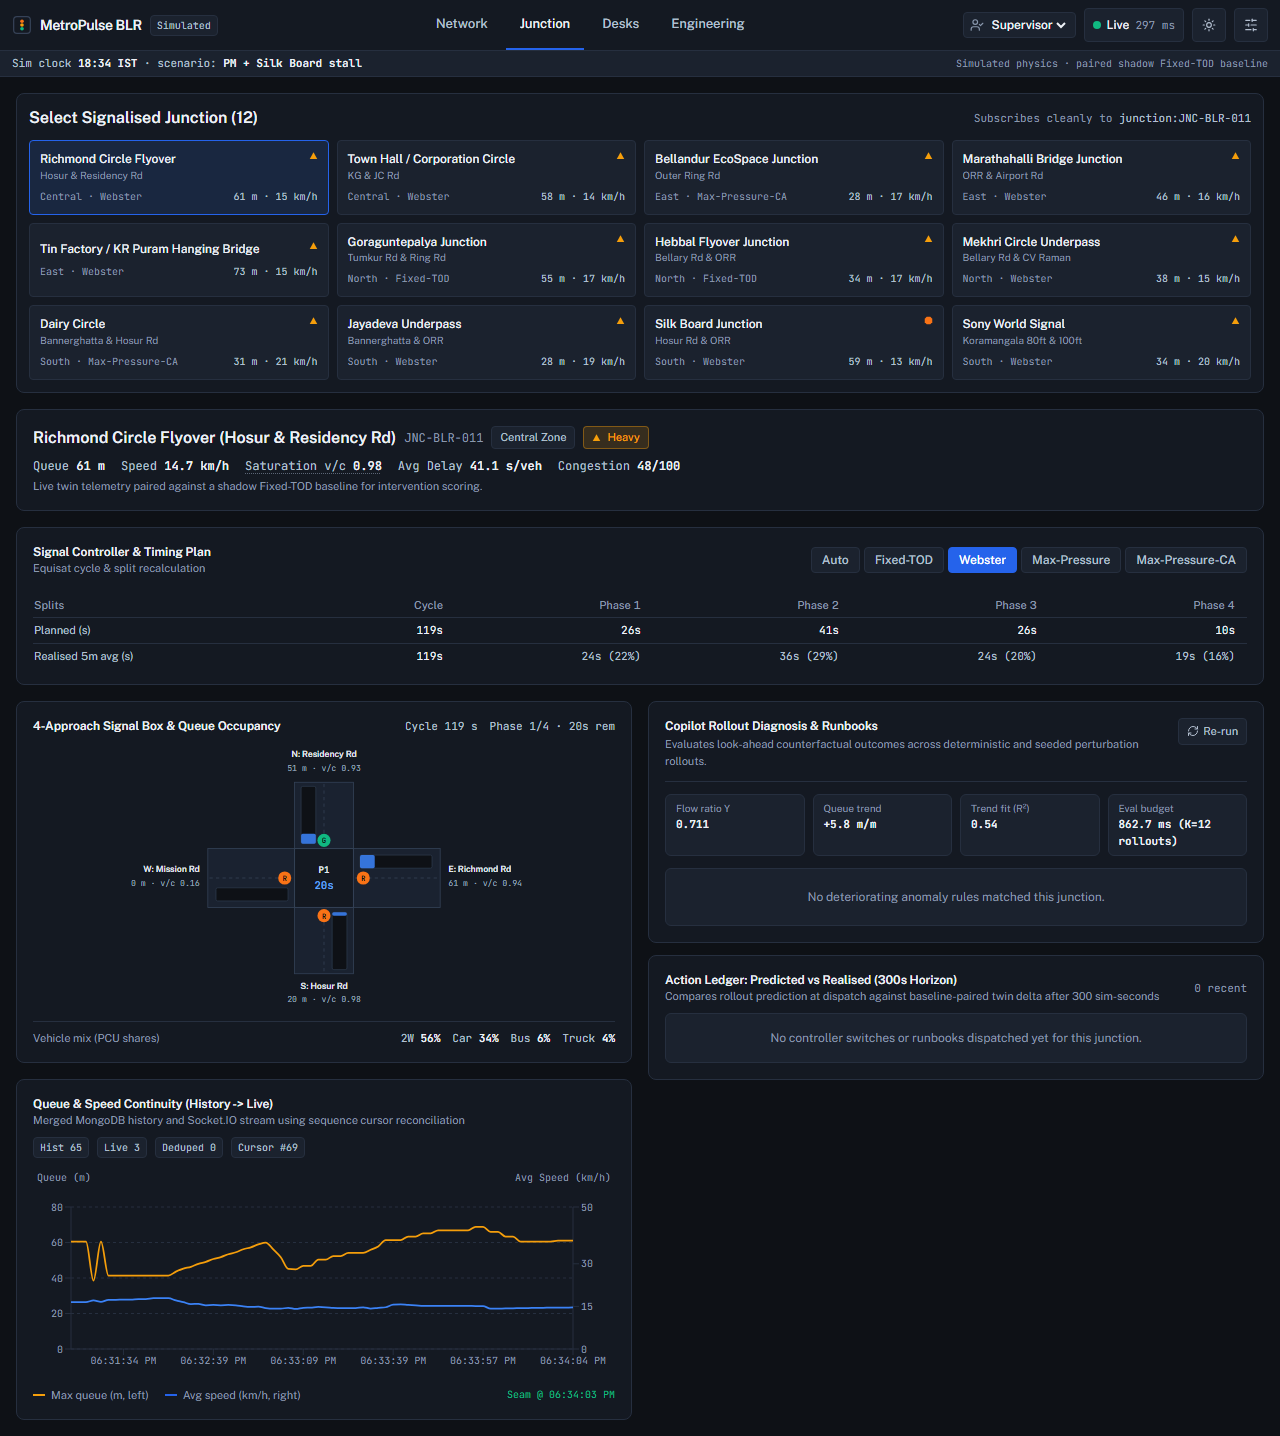 MetroPulse BLR Simulated Network Junction Desks Engineering Supervisor Live 297 ms
Sim clock 18:34 IST · scenario: PM + Silk Board stall Simulated physics · paired shadow Fixed-TOD baseline
Select Signalised Junction (12) Subscribes cleanly to junction:JNC-BLR-011
Richmond Circle Flyover
Hosur & Residency Rd
Central · Webster 61 m · 15 km/h
Town Hall / Corporation Circle
KG & JC Rd
Central · Webster 58 m · 14 km/h
Bellandur EcoSpace Junction
Outer Ring Rd
East · Max-Pressure-CA 28 m · 17 km/h
Marathahalli Bridge Junction
ORR & Airport Rd
East · Webster 46 m · 16 km/h
Tin Factory / KR Puram Hanging Bridge
East · Webster 73 m · 15 km/h
Goraguntepalya Junction
Tumkur Rd & Ring Rd
North · Fixed-TOD 55 m · 17 km/h
Hebbal Flyover Junction
Bellary Rd & ORR
North · Fixed-TOD 34 m · 17 km/h
Mekhri Circle Underpass
Bellary Rd & CV Raman
North · Webster 38 m · 15 km/h
Dairy Circle
Bannerghatta & Hosur Rd
South · Max-Pressure-CA 31 m · 21 km/h
Jayadeva Underpass
Bannerghatta & ORR
South · Webster 28 m · 19 km/h
Silk Board Junction
Hosur Rd & ORR
South · Webster 59 m · 13 km/h
Sony World Signal
Koramangala 80ft & 100ft
South · Webster 34 m · 20 km/h
Richmond Circle Flyover (Hosur & Residency Rd) JNC-BLR-011 Central Zone Heavy
Queue 61 m Speed 14.7 km/h Saturation v/c 0.98 Avg Delay 41.1 s/veh Congestion 48/100
Live twin telemetry paired against a shadow Fixed-TOD baseline for intervention scoring.
Signal Controller & Timing Plan
Equisat cycle & split recalculation
Auto Fixed-TOD Webster Max-Pressure Max-Pressure-CA
Splits Cycle Phase 1 Phase 2 Phase 3 Phase 4
Planned (s) 119s 26s 41s 26s 10s
Realised 5m avg (s) 119s 24s (22%) 36s (29%) 24s (20%) 19s (16%)
4-Approach Signal Box & Queue Occupancy Cycle 119 s Phase 1/4 · 20s rem
N: Residency Rd
51 m · v/c 0.93
G
W: Mission Rd
0 m · v/c 0.16
R
P1
20s
R
E: Richmond Rd
61 m · v/c 0.94
R
S: Hosur Rd
20 m · v/c 0.98
Vehicle mix (PCU shares) 2W 56% Car 34% Bus 6% Truck 4%
Copilot Rollout Diagnosis & Runbooks
Evaluates look-ahead counterfactual outcomes across deterministic and seeded perturbation
rollouts.
Re-run
Flow ratio Y
0.711
Queue trend
+5.8 m/m
Trend fit (R²)
0.54
Eval budget
862.7 ms (K=12
rollouts)
No deteriorating anomaly rules matched this junction.
Action Ledger: Predicted vs Realised (300s Horizon)
Compares rollout prediction at dispatch against baseline-paired twin delta after 300 sim-seconds
0 recent
No controller switches or runbooks dispatched yet for this junction.
Queue & Speed Continuity (History -> Live)
Merged MongoDB history and Socket.IO stream using sequence cursor reconciliation
Hist 65 Live 3 Deduped 0 Cursor #69
Queue (m) Avg Speed (km/h)
80 50
60
40 30
20 15
0 0
06:31:34 PM 06:32:39 PM 06:33:09 PM 06:33:39 PM 06:33:57 PM 06:34:04 PM
Max queue (m, left) Avg speed (km/h, right) Seam @ 06:34:03 PM